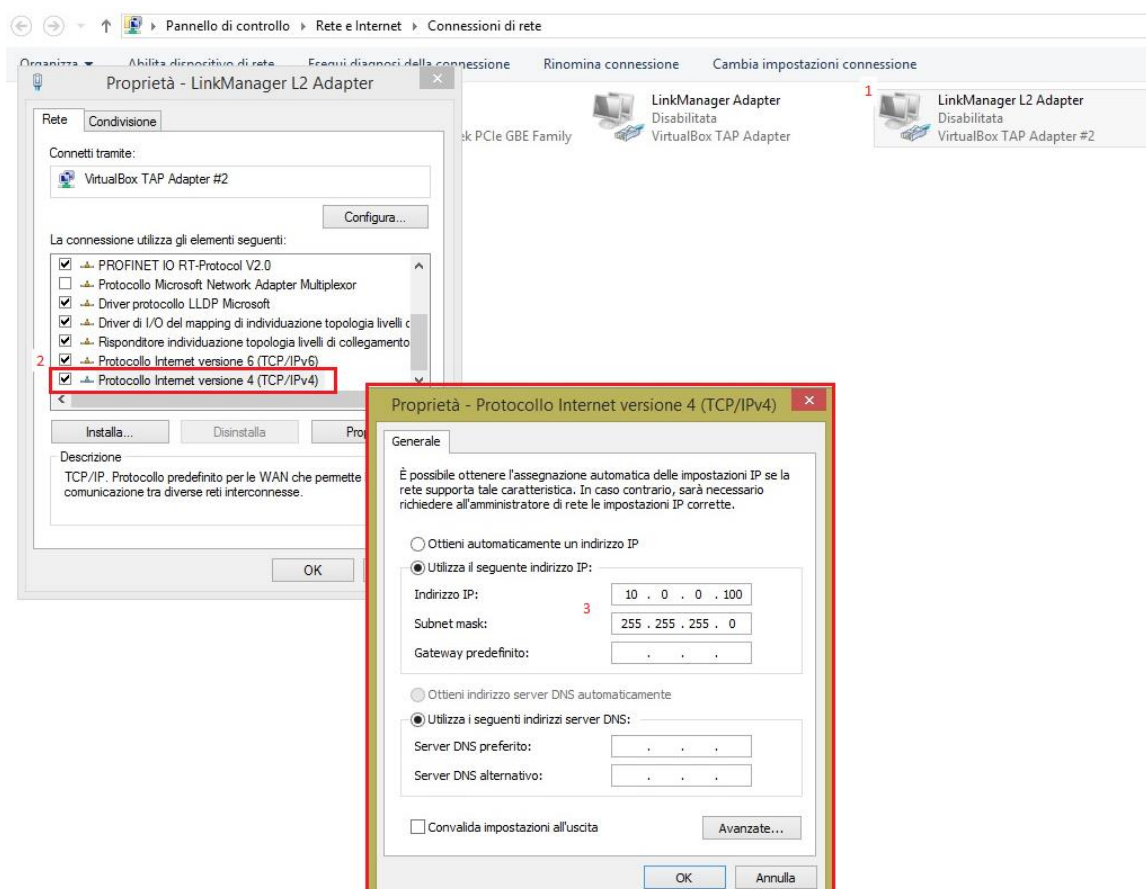 Pannello di controllo Rete e Internet Connessioni di rete
Organizza Abilita dispositivo di rete Esegui diagnosi della connessione Rinomina connessione Cambia impostazioni connessione
Proprietà - LinkManager L2 Adapter
Rete Condivisione
Connetti tramite:
VirtualBox TAP Adapter #2
Configura...
La connessione utilizza gli elementi seguenti:
PROFINET IO RT-Protocol V2.0
Protocollo Microsoft Network Adapter Multiplexor
Driver protocollo LLDP Microsoft
Driver di I/O del mapping di individuazione topologia livelli c
Risponditore individuazione topologia livelli di collegamento
2 Protocollo Internet versione 6 (TCP/IPv6)
Protocollo Internet versione 4 (TCP/IPv4)
Installa... Disinstalla Prop
Descrizione
TCP/IP. Protocollo predefinito per le WAN che permette
comunicazione tra diverse reti interconnesse.
OK
PCIe GBE Family
LinkManager Adapter
Disabilitata
VirtualBox TAP Adapter
1
LinkManager L2 Adapter
Disabilitata
VirtualBox TAP Adapter #2
Proprietà - Protocollo Internet versione 4 (TCP/IPv4)
Generale
È possibile ottenere l'assegnazione automatica delle impostazioni IP se la
rete supporta tale caratteristica. In caso contrario, sarà necessario
richiedere all'amministratore di rete le impostazioni IP corrette.
Ottieni automaticamente un indirizzo IP
Utilizza il seguente indirizzo IP:
Indirizzo IP: 10 . 0 . 0 . 100
3
Subnet mask: 255 . 255 . 255 . 0
Gateway predefinito: . . .
Ottieni indirizzo server DNS automaticamente
Utilizza i seguenti indirizzi server DNS:
Server DNS preferito: . . .
Server DNS alternativo: . . .
Convalida impostazioni all'uscita Avanzate...
OK Annulla